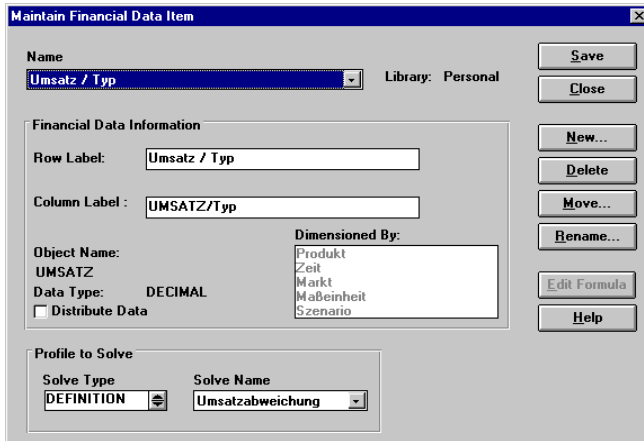 Maintain Financial Data Item
Name
Umsatz / Typ
Library: Personal
Save
Close
Financial Data Information
Row Label: Umsatz / Typ
Column Label : UMSATZ/Typ
Object Name:
UMSATZ
Data Type: DECIMAL
Distribute Data
Dimensioned By:
Produkt
Zeit
Markt
Maßeinheit
Szenario
New...
Delete
Move...
Rename...
Edit Formula
Help
Profile to Solve
Solve Type
DEFINITION
Solve Name
Umsatzabweichung